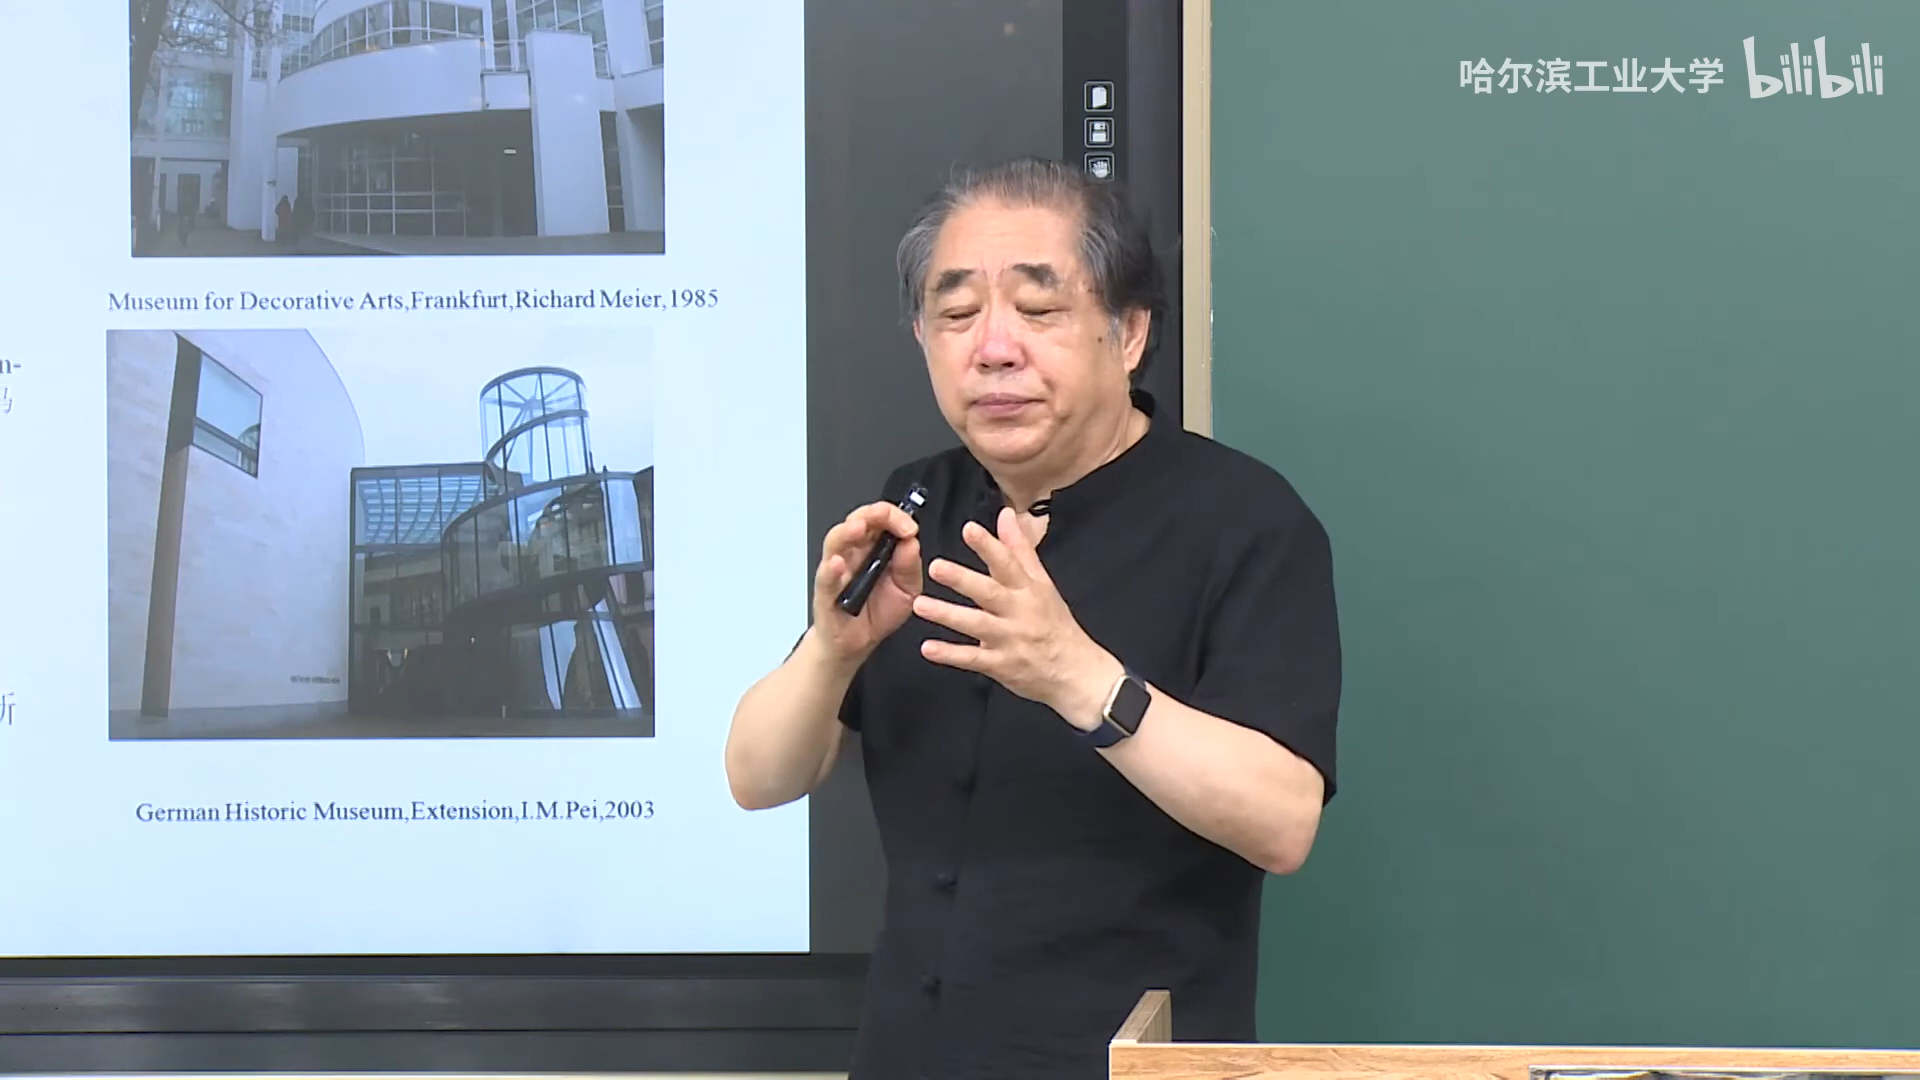 哈尔滨工业大学 bilibili
Museum for Decorative Arts,Frankfurt,Richard Meier,1985
n-
German Historic Museum,Extension,I.M.Pei,2003